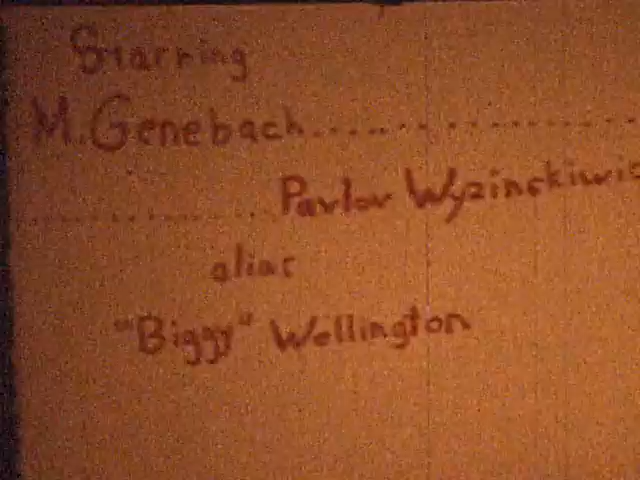 Starring
M. Genebach..................
..................Pavlov Wyzinckiwic
alias
"Biggy" Wellington